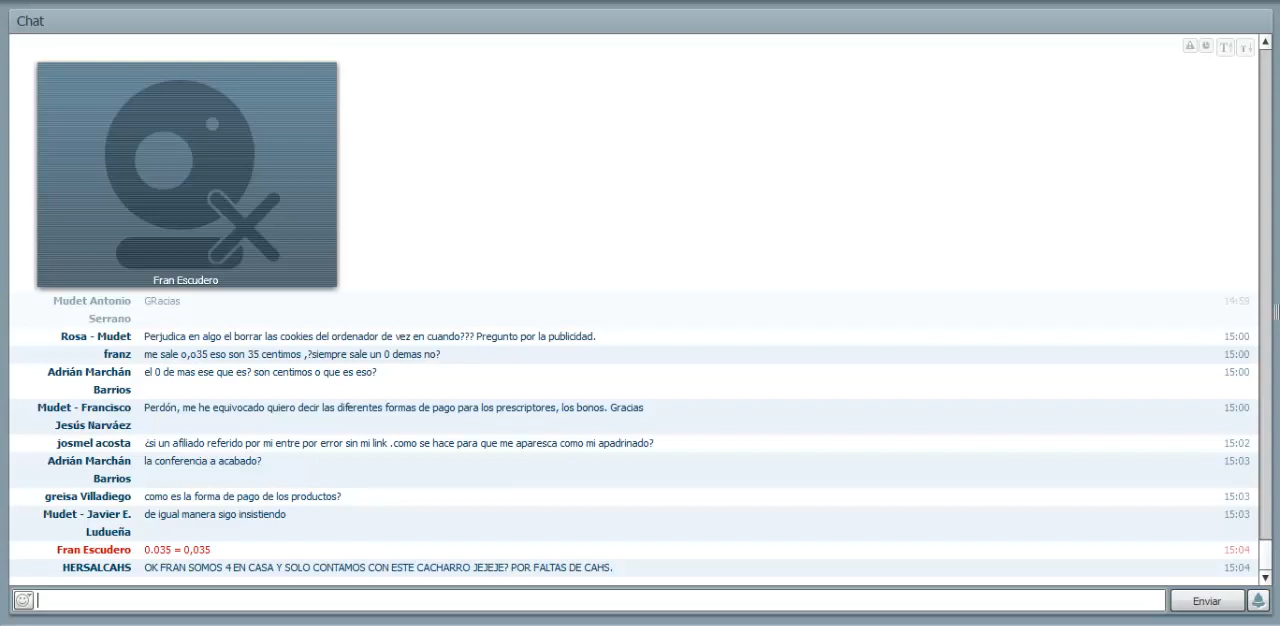 Chat
Fran Escudero
Mudet Antonio Serrano GRacias 14:59
Rosa - Mudet Perjudica en algo el borrar las cookies del ordenador de vez en cuando??? Pregunto por la publicidad. 15:00
franz me sale o,o35 eso son 35 centimos ,?siempre sale un 0 demas no? 15:00
Adrián Marchán Barrios el 0 de mas ese que es? son centimos o que es eso? 15:00
Mudet - Francisco Jesús Narváez Perdón, me he equivocado quiero decir las diferentes formas de pago para los prescriptores, los bonos. Gracias 15:00
josmel acosta ¿si un afiliado referido por mi entre por error sin mi link .como se hace para que me aparesca como mi apadrinado? 15:02
Adrián Marchán Barrios la conferencia a acabado? 15:03
greisa Villadiego como es la forma de pago de los productos? 15:03
Mudet - Javier E. Ludueña de igual manera sigo insistiendo 15:03
Fran Escudero 0.035 = 0,035 15:04
HERSALCAHS OK FRAN SOMOS 4 EN CASA Y SOLO CONTAMOS CON ESTE CACHARRO JEJEJE? POR FALTAS DE CAHS. 15:04
Enviar